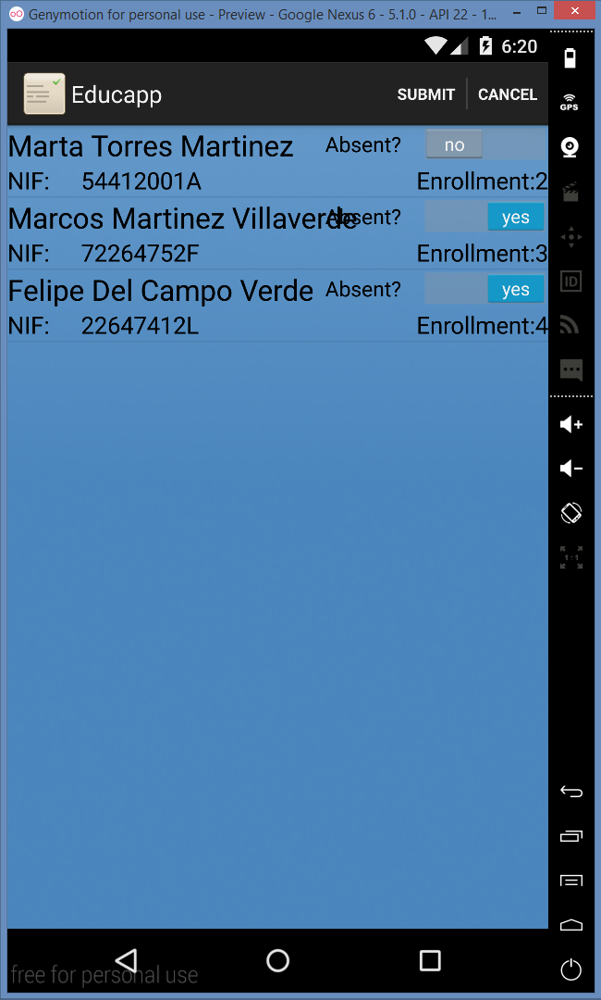 Genymotion for personal use - Preview - Google Nexus 6 - 5.1.0 - API 22 - 1...
6:20
Educapp
SUBMIT
CANCEL
GPS
Marta Torres Martinez Absent? no
NIF: 54412001A Enrollment:2
Marcos Martinez Villaverde Absent? yes
NIF: 72264752F Enrollment:3
ID
Felipe Del Campo Verde Absent? yes
NIF: 22647412L Enrollment:4
1:1
free for personal use